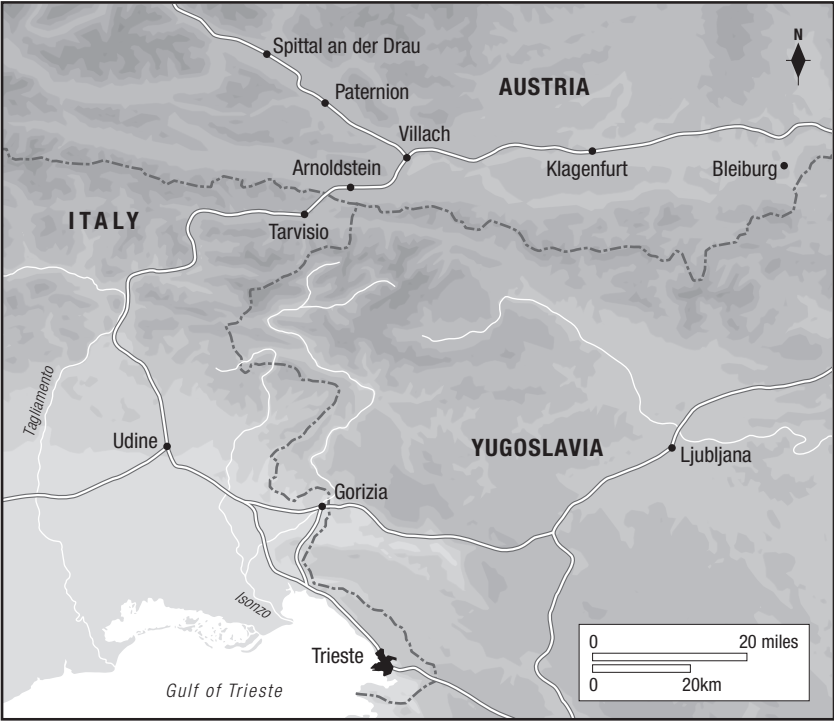 N
Spittal an der Drau
AUSTRIA
Paternion
Villach
Klagenfurt
Bleiburg
Arnoldstein
ITALY
Tarvisio
Tagliamento
Udine
YUGOSLAVIA
Ljubljana
Gorizia
Isonzo
Trieste
Gulf of Trieste
0 20 miles
0 20km